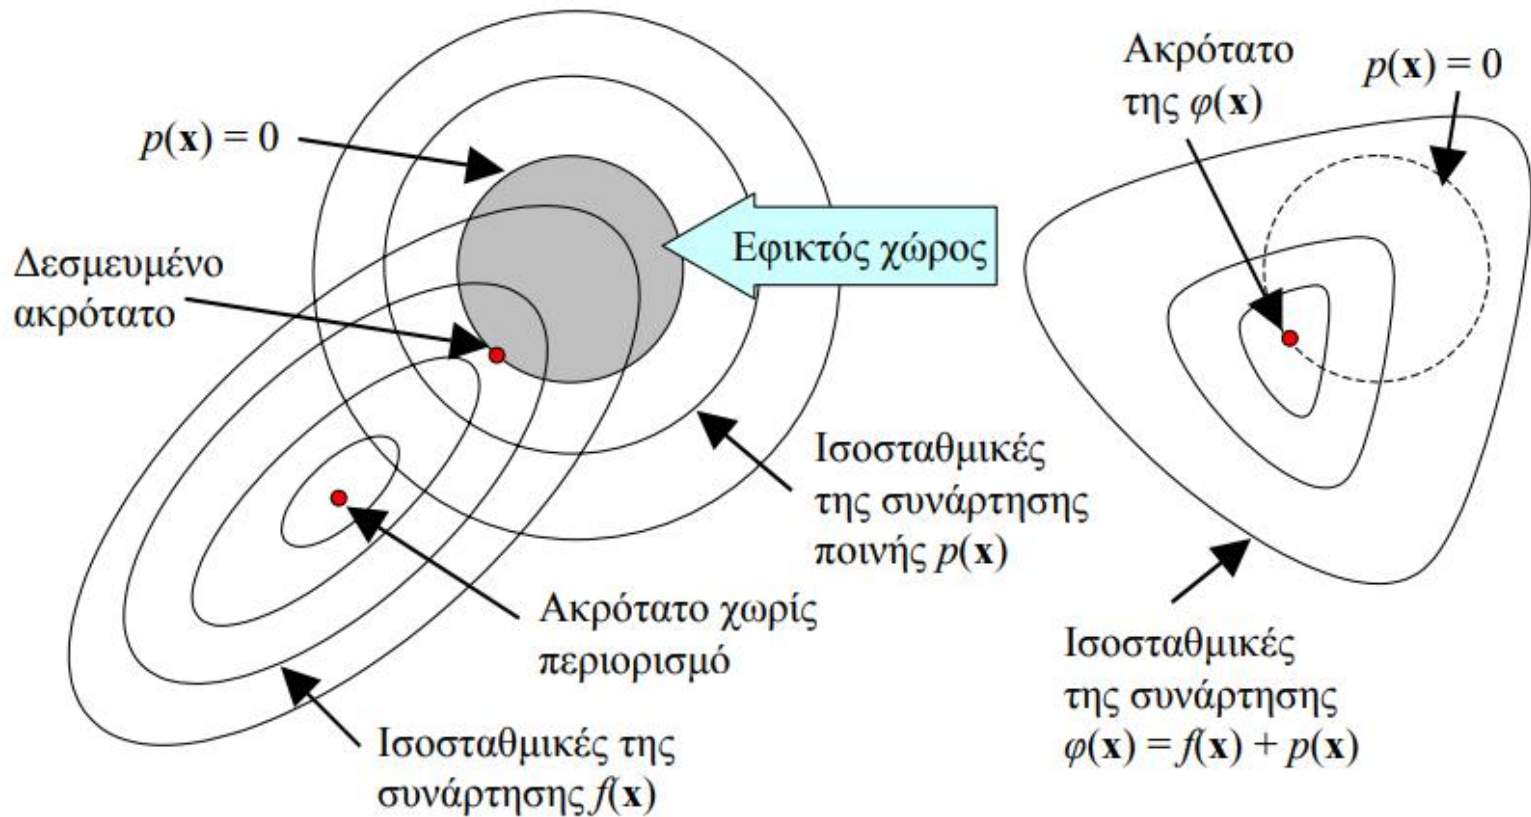 p(x) = 0
Δεσμευμένο
ακρότατο
Εφικτός χώρος
Ισοσταθμικές
της συνάρτησης
ποινής p(x)
Ακρότατο χωρίς
περιορισμό
Ισοσταθμικές της
συνάρτησης f(x)
Ακρότατο
της φ(x)
p(x) = 0
Ισοσταθμικές
της συνάρτησης
φ(x) = f(x) + p(x)